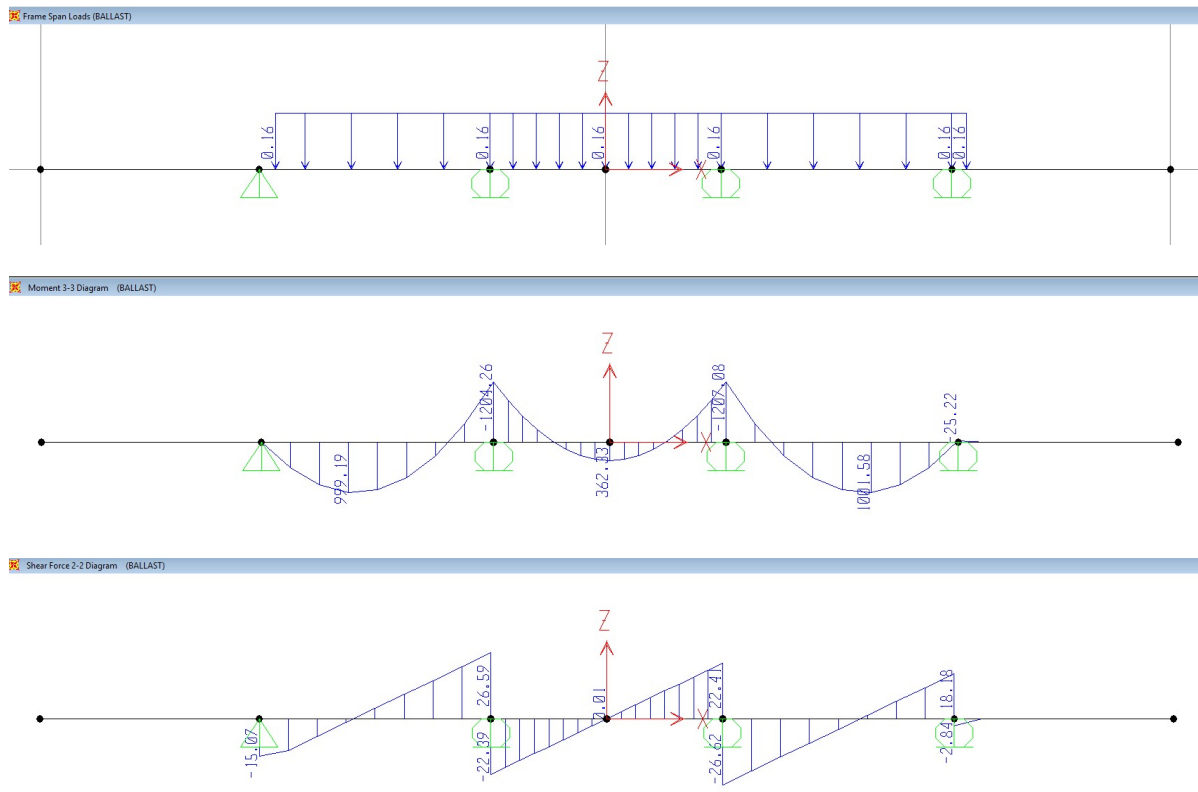 Frame Span Loads (BALLAST)
Z
0.16 0.16 0.16 0.16 0.16 0.16
X
Moment 3-3 Diagram (BALLAST)
Z
-1204.26 -1207.08 -25.22
X
999.19 362.33 1001.58
Shear Force 2-2 Diagram (BALLAST)
Z
26.59 0.01 22.41 18.18
X
-15.07 -22.39 -26.62 -2.84